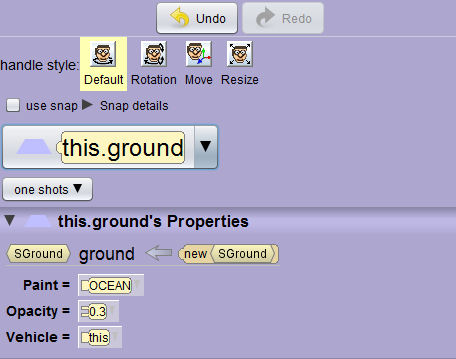 Undo Redo
handle style: Default Rotation Move Resize
use snap Snap details
this.ground
one shots
this.ground's Properties
SGround ground new SGround
Paint = OCEAN
Opacity = 0.3
Vehicle = this